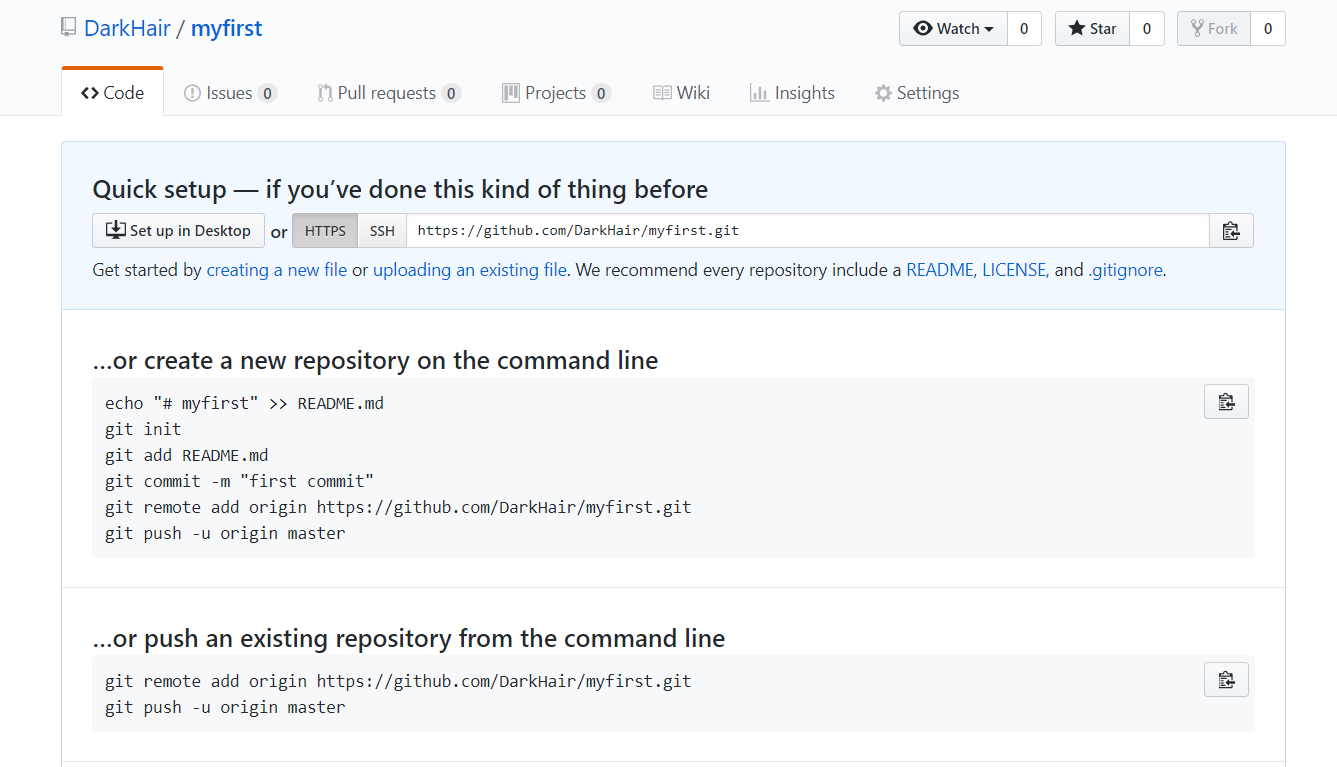 DarkHair / myfirst
Watch 0 Star 0 Fork 0
Code Issues 0 Pull requests 0 Projects 0 Wiki Insights Settings
Quick setup — if you’ve done this kind of thing before
Set up in Desktop or HTTPS SSH https://github.com/DarkHair/myfirst.git
Get started by creating a new file or uploading an existing file. We recommend every repository include a README, LICENSE, and .gitignore.
…or create a new repository on the command line
echo "# myfirst" >> README.md
git init
git add README.md
git commit -m "first commit"
git remote add origin https://github.com/DarkHair/myfirst.git
git push -u origin master
…or push an existing repository from the command line
git remote add origin https://github.com/DarkHair/myfirst.git
git push -u origin master